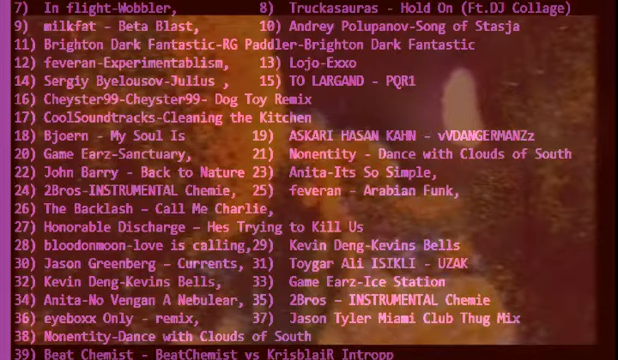 7) In flight-Wobbler, 8) Truckasauras - Hold On (Ft.DJ Collage)
9) milkfat - Beta Blast, 10) Andrey Polupanov-Song of Stasja
11) Brighton Dark Fantastic-RG Paddler-Brighton Dark Fantastic
12) feveran-Experimentablism, 13) Lojo-Exxo
14) Sergiy Byelousov-Julius , 15) TO LARGAND - PQR1
16) Cheyster99-Cheyster99- Dog Toy Remix
17) CoolSoundtracks-Cleaning the Kitchen
18) Bjoern - My Soul Is 19) ASKARI HASAN KAHN - vVDANGERMANZz
20) Game Earz-Sanctuary, 21) Nonentity - Dance with Clouds of South
22) John Barry - Back to Nature 23) Anita-Its So Simple,
24) 2Bros-INSTRUMENTAL Chemie, 25) feveran - Arabian Funk,
26) The Backlash – Call Me Charlie,
27) Honorable Discharge – Hes Trying to Kill Us
28) bloodonmoon-love is calling,29) Kevin Deng-Kevins Bells
30) Jason Greenberg – Currents, 31) Toygar Ali ISIKLI - UZAK
32) Kevin Deng-Kevins Bells, 33) Game Earz-Ice Station
34) Anita-No Vengan A Nebulear, 35) 2Bros – INSTRUMENTAL Chemie
36) eyeboxx Only - remix, 37) Jason Tyler Miami Club Thug Mix
38) Nonentity-Dance with Clouds of South
39) Beat Chemist - BeatChemist vs KrisblaiR Intropp